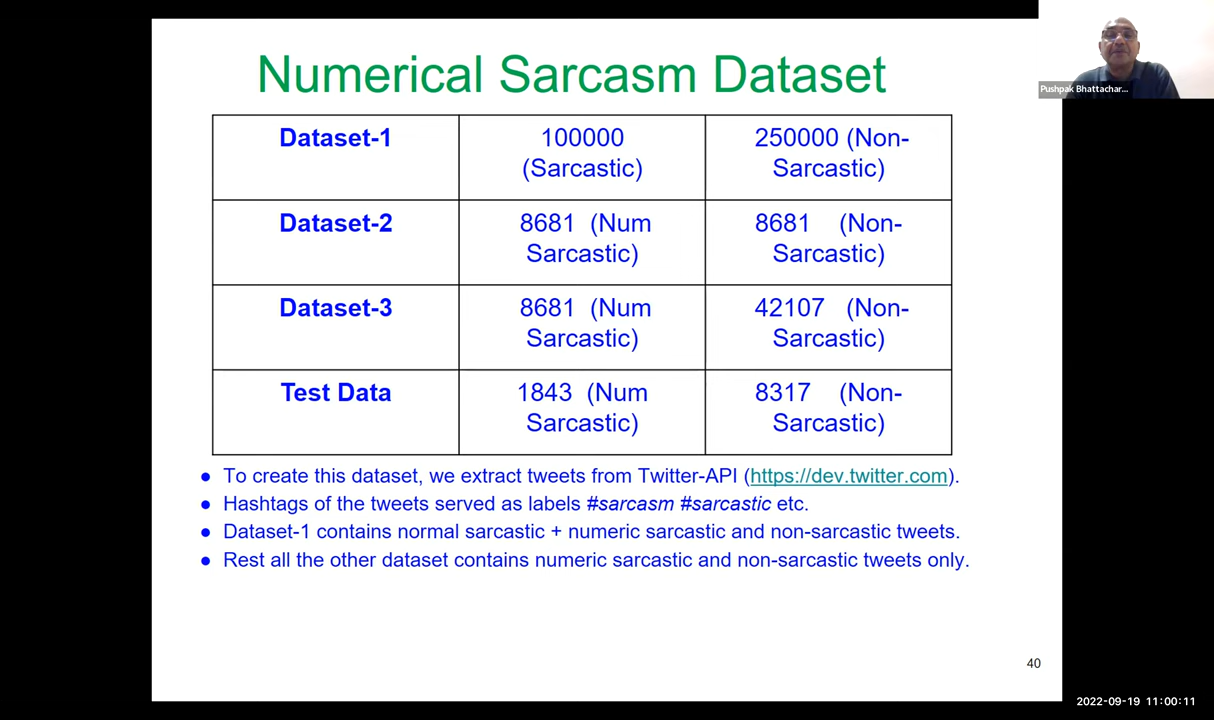 Numerical Sarcasm Dataset
Pushpak Bhattachar...
Dataset-1
100000
(Sarcastic)
250000 (Non-
Sarcastic)
Dataset-2
8681 (Num
Sarcastic)
8681 (Non-
Sarcastic)
Dataset-3
8681 (Num
Sarcastic)
42107 (Non-
Sarcastic)
Test Data
1843 (Num
Sarcastic)
8317 (Non-
Sarcastic)
● To create this dataset, we extract tweets from Twitter-API (https://dev.twitter.com).
● Hashtags of the tweets served as labels #sarcasm #sarcastic etc.
● Dataset-1 contains normal sarcastic + numeric sarcastic and non-sarcastic tweets.
● Rest all the other dataset contains numeric sarcastic and non-sarcastic tweets only.
40
2022-09-19 11:00:11